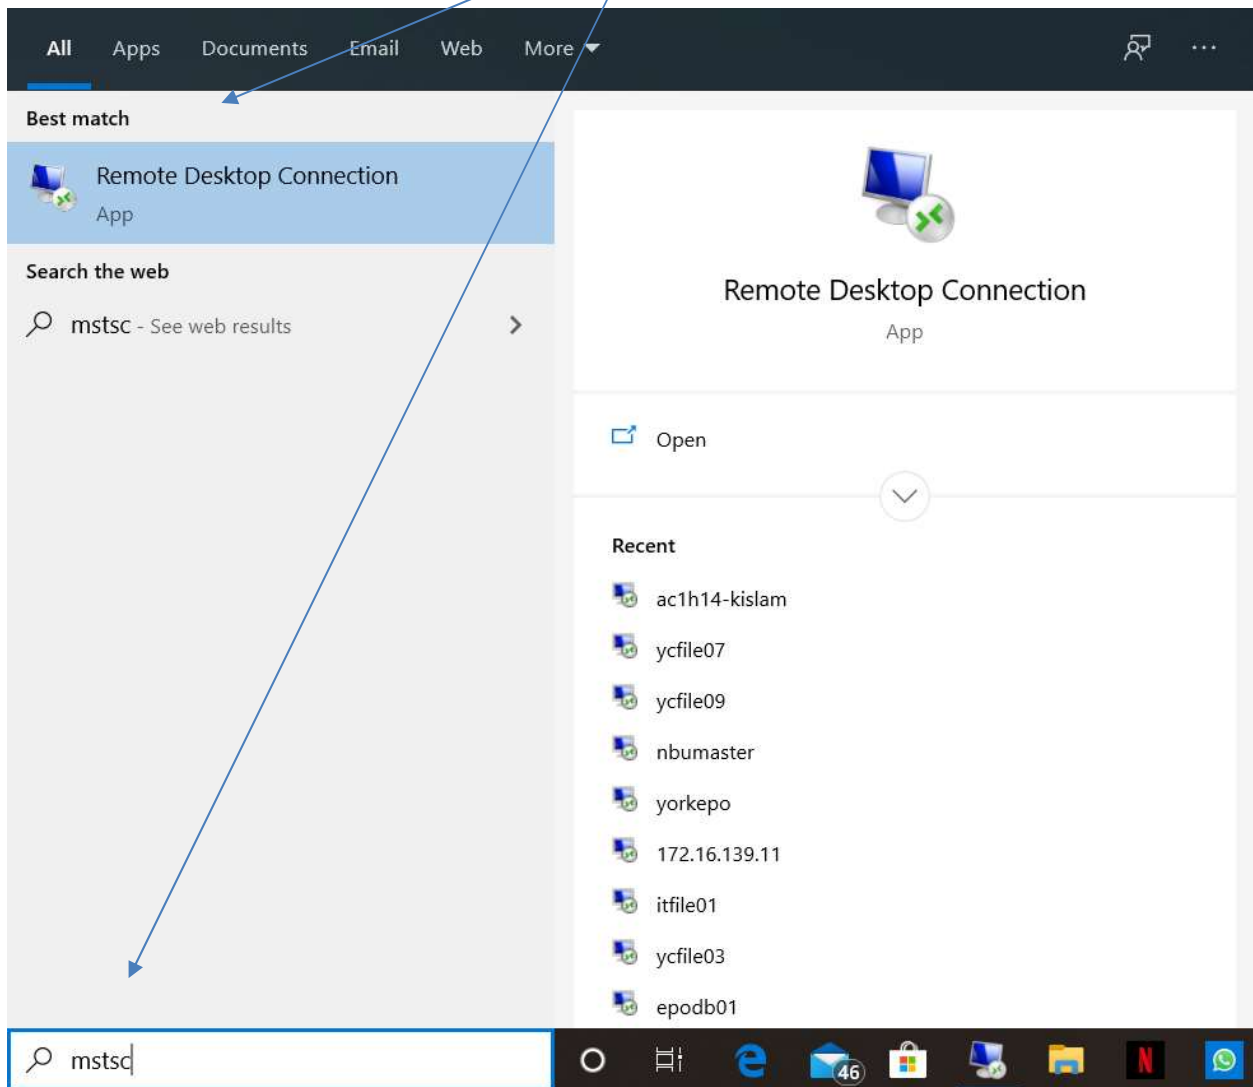 All Apps Documents Email Web More
Best match
Remote Desktop Connection
App
Search the web
mstsc - See web results
Remote Desktop Connection
App
Open
Recent
ac1h14-kislam
ycfile07
ycfile09
nbumaster
yorkepo
172.16.139.11
itfile01
ycfile03
epodb01
mstsc
46
N